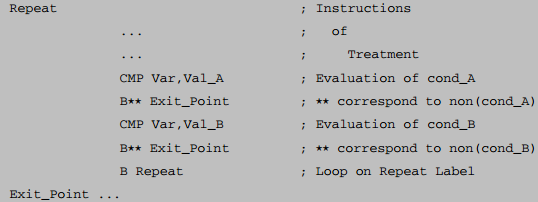 Repeat ; Instructions
... ; of
... ; Treatment
CMP Var,Val_A ; Evaluation of cond_A
B** Exit_Point ; ** correspond to non(cond_A)
CMP Var,Val_B ; Evaluation of cond_B
B** Exit_Point ; ** correspond to non(cond_B)
B Repeat ; Loop on Repeat Label
Exit_Point ...